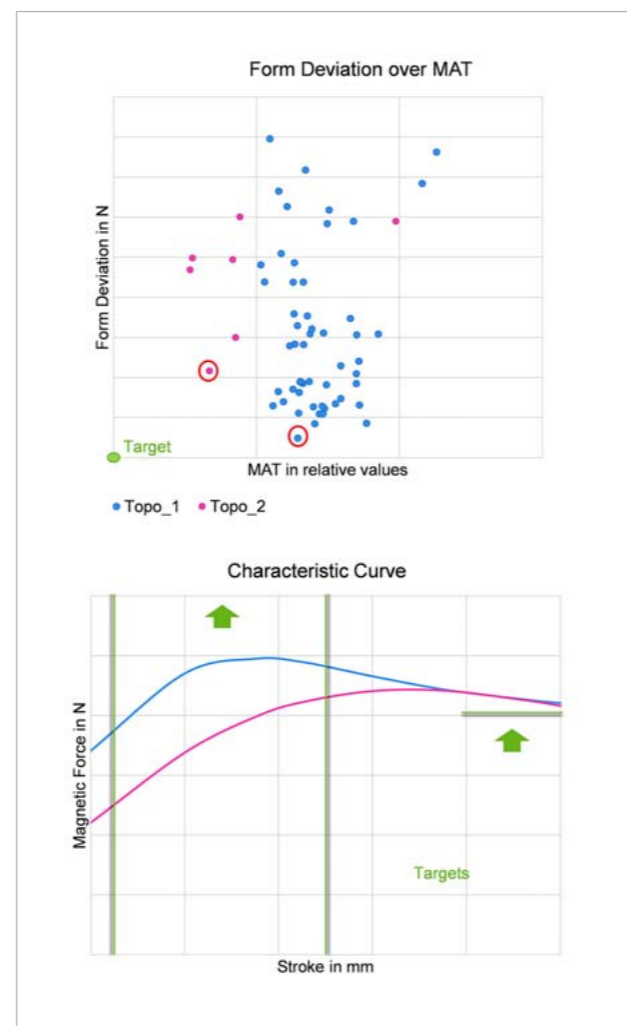 Form Deviation over MAT
Form Deviation in N
Target
MAT in relative values
Topo_1 Topo_2
Characteristic Curve
Magnetic Force in N
Targets
Stroke in mm